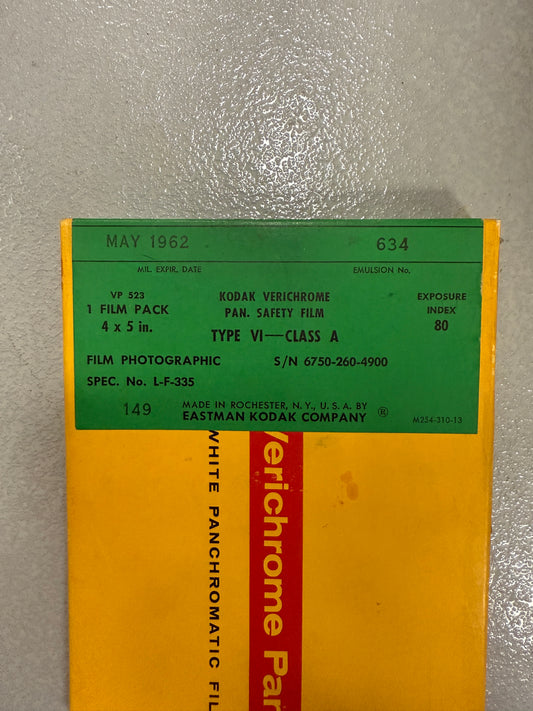 MAY 1962 634
MIL. EXPIR. DATE EMULSION No.
VP 523 KODAK VERICHROME EXPOSURE
1 FILM PACK PAN. SAFETY FILM INDEX
4 x 5 in. TYPE VI—CLASS A 80
FILM PHOTOGRAPHIC S/N 6750-260-4900
SPEC. No. L-F-335
149 MADE IN ROCHESTER, N. Y., U. S. A. BY
EASTMAN KODAK COMPANY ® M254-310-13
Verichrome Pan
WHITE PANCHROMATIC FIL